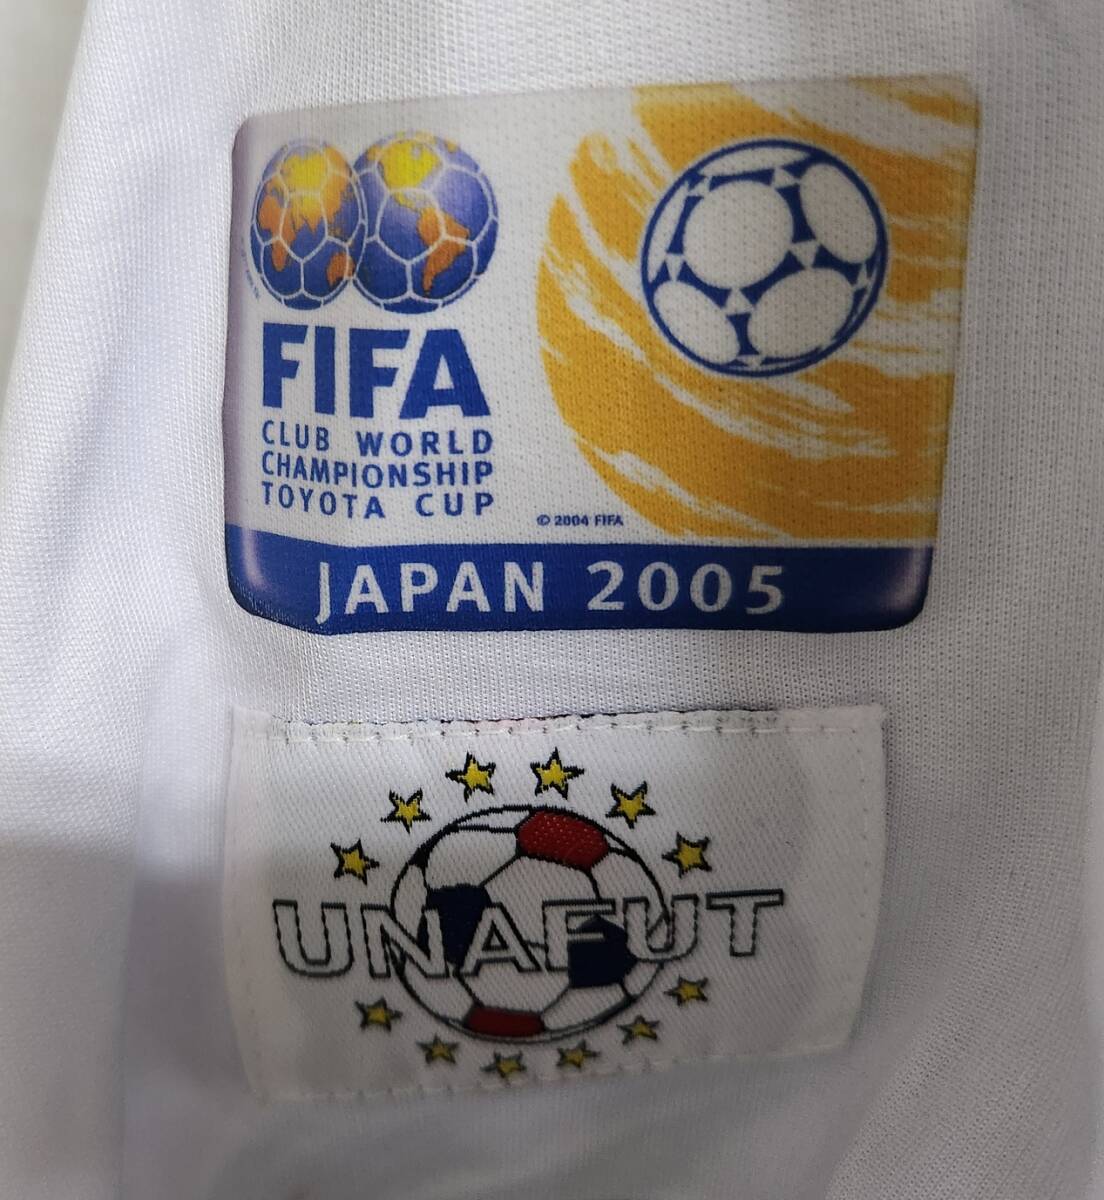 FIFA
CLUB WORLD
CHAMPIONSHIP
TOYOTA CUP
© 2004 FIFA
JAPAN 2005
UNAFUT